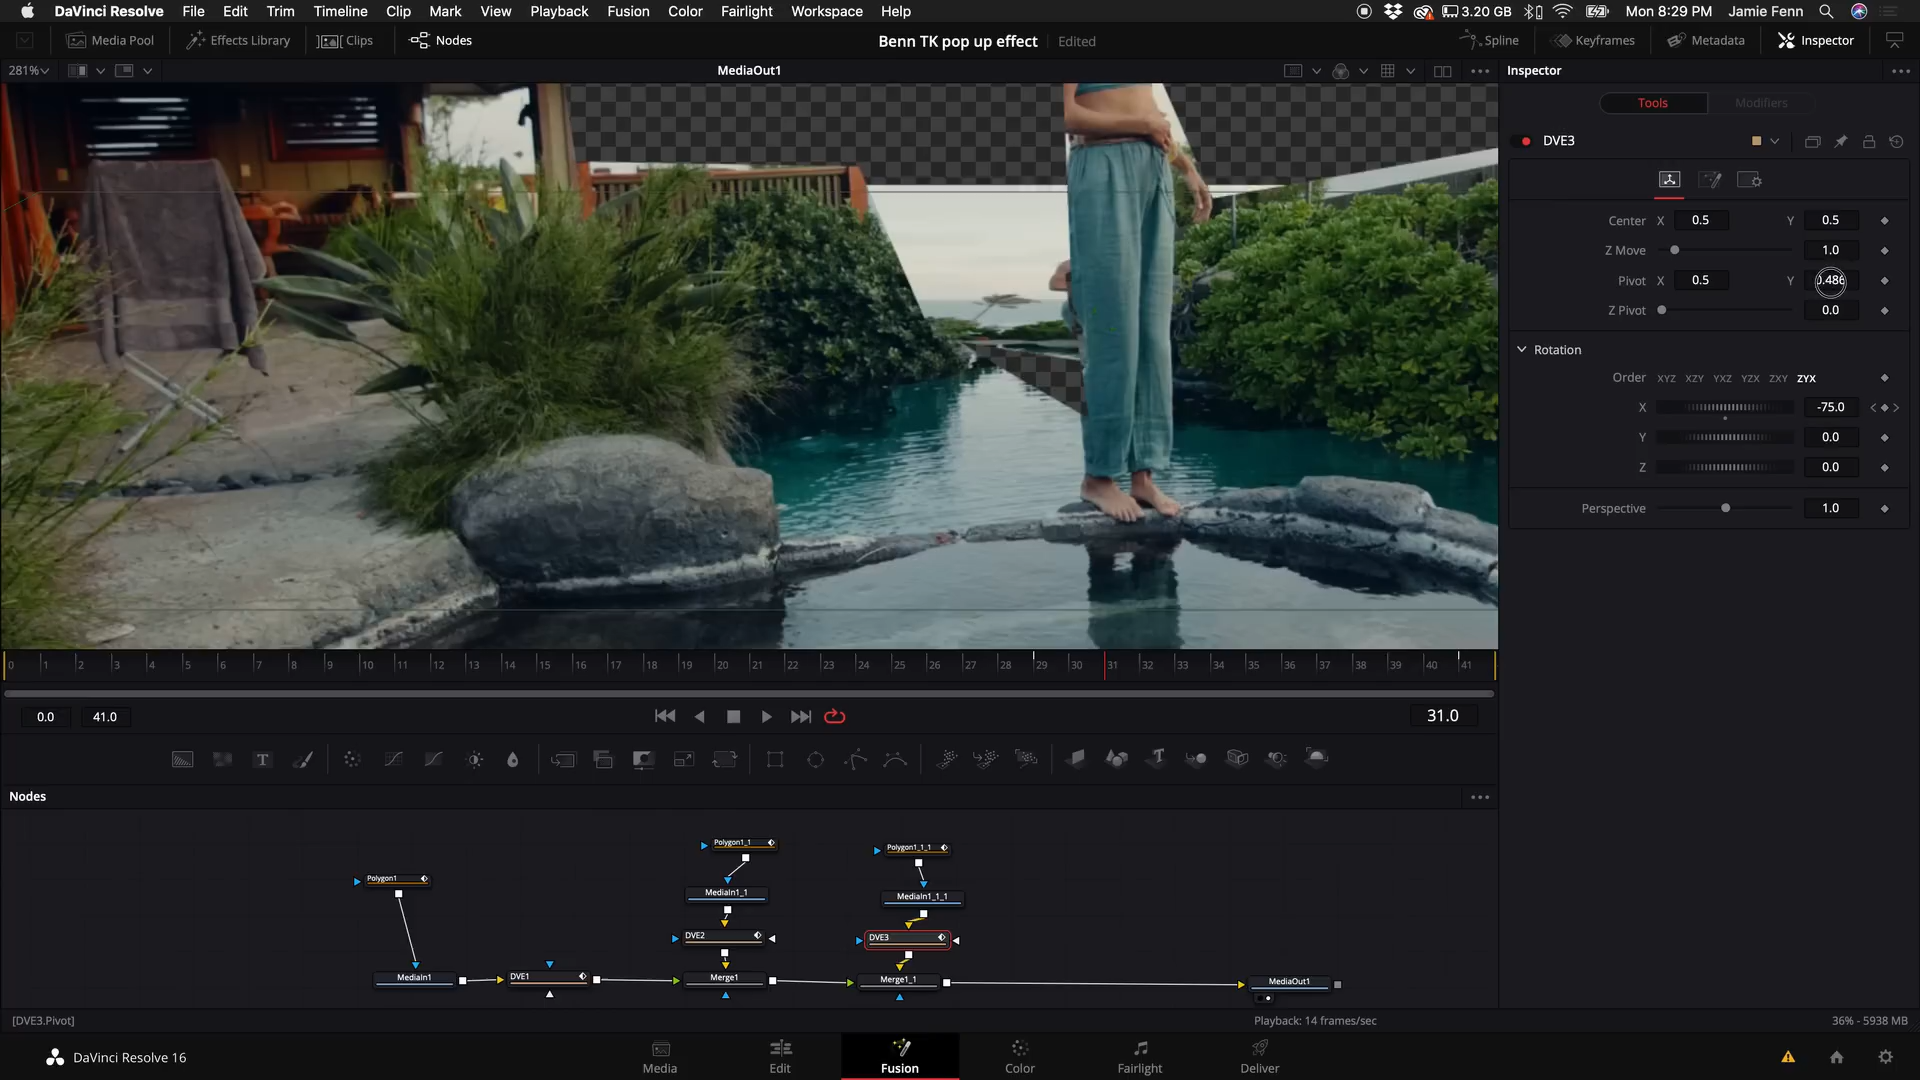 DaVinci Resolve File Edit Trim Timeline Clip Mark View Playback Fusion Color Fairlight Workspace Help
3.20 GB Mon 8:29 PM Jamie Fenn
Media Pool Effects Library Clips Nodes
Benn TK pop up effect Edited
Spline Keyframes Metadata Inspector
281% MediaOut1 Inspector
Tools Modifiers
DVE3
Center X 0.5 Y 0.5
Z Move 1.0
Pivot X 0.5 Y 0.486
Z Pivot 0.0
Rotation
Order XYZ XZY YXZ YZX ZXY ZYX
X -75.0
Y 0.0
Z 0.0
Perspective 1.0
0 1 2 3 4 5 6 7 8 9 10 11 12 13 14 15 16 17 18 19 20 21 22 23 24 25 26 27 28 29 30 31 32 33 34 35 36 37 38 39 40 41
0.0 41.0 31.0
Nodes
Polygon1_1 Polygon1_1_1
Polygon1
MediaIn1_1 MediaIn1_1_1
DVE2 DVE3
MediaIn1 DVE1 Merge1 Merge1_1 MediaOut1
[DVE3.Pivot] Playback: 14 frames/sec 36% - 5938 MB
DaVinci Resolve 16
Media Edit Fusion Color Fairlight Deliver